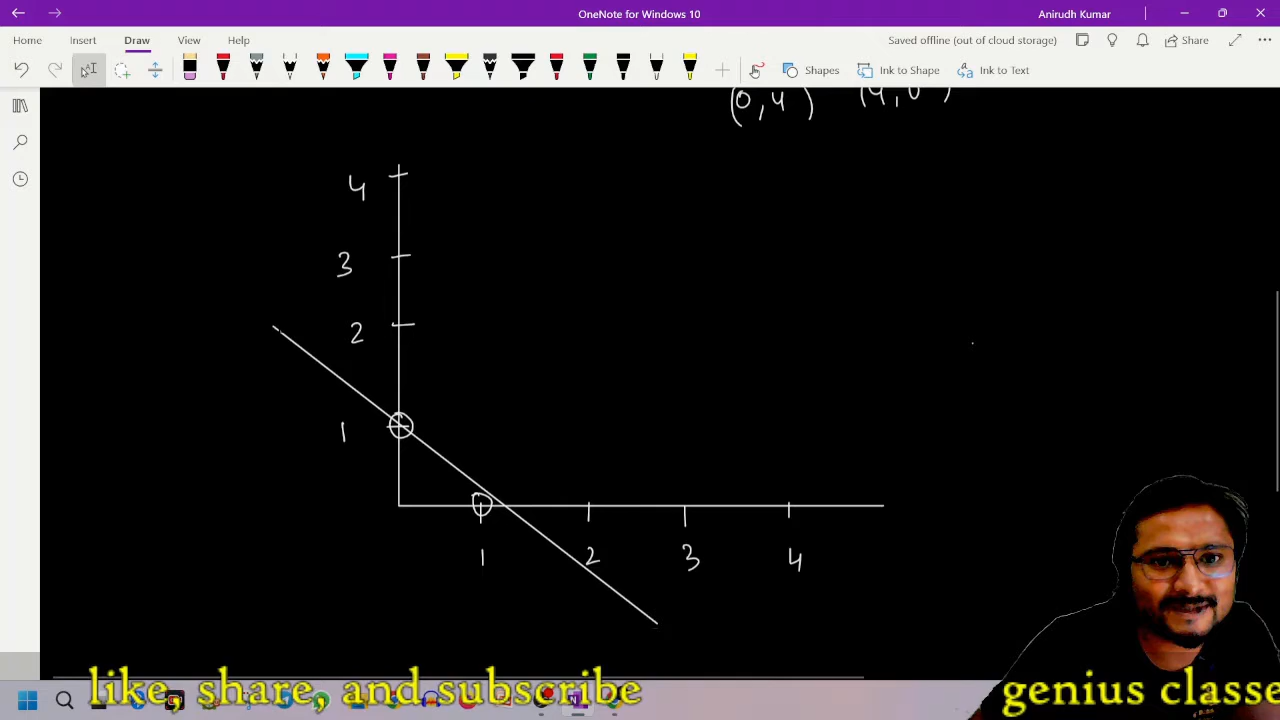 OneNote for Windows 10
Anirudh Kumar
Home Insert Draw View Help
Saved offline (out of cloud storage)
Share
Shapes
Ink to Shape
Ink to Text
(0, 4) (4, 0)
4
3
2
1
1 2 3 4
like, share, and subscribe
genius classe